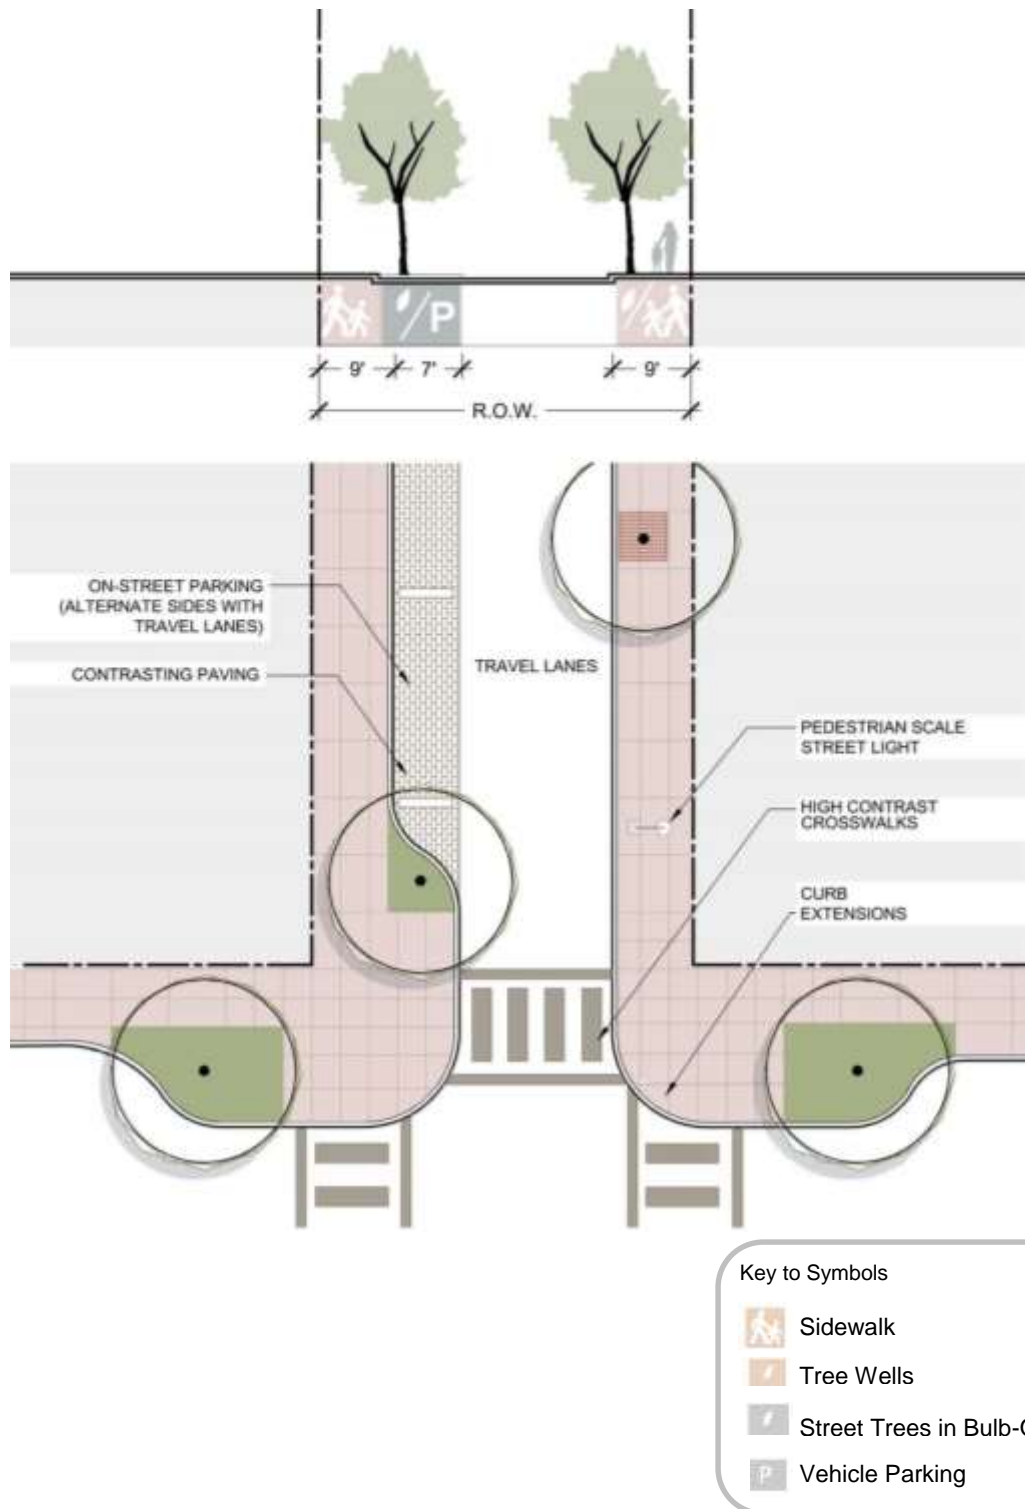 P
9' 7' 9'
R.O.W.
ON-STREET PARKING
(ALTERNATE SIDES WITH
TRAVEL LANES)
CONTRASTING PAVING
TRAVEL LANES
PEDESTRIAN SCALE
STREET LIGHT
HIGH CONTRAST
CROSSWALKS
CURB
EXTENSIONS
Key to Symbols
Sidewalk
Tree Wells
Street Trees in
P Vehicle Parking